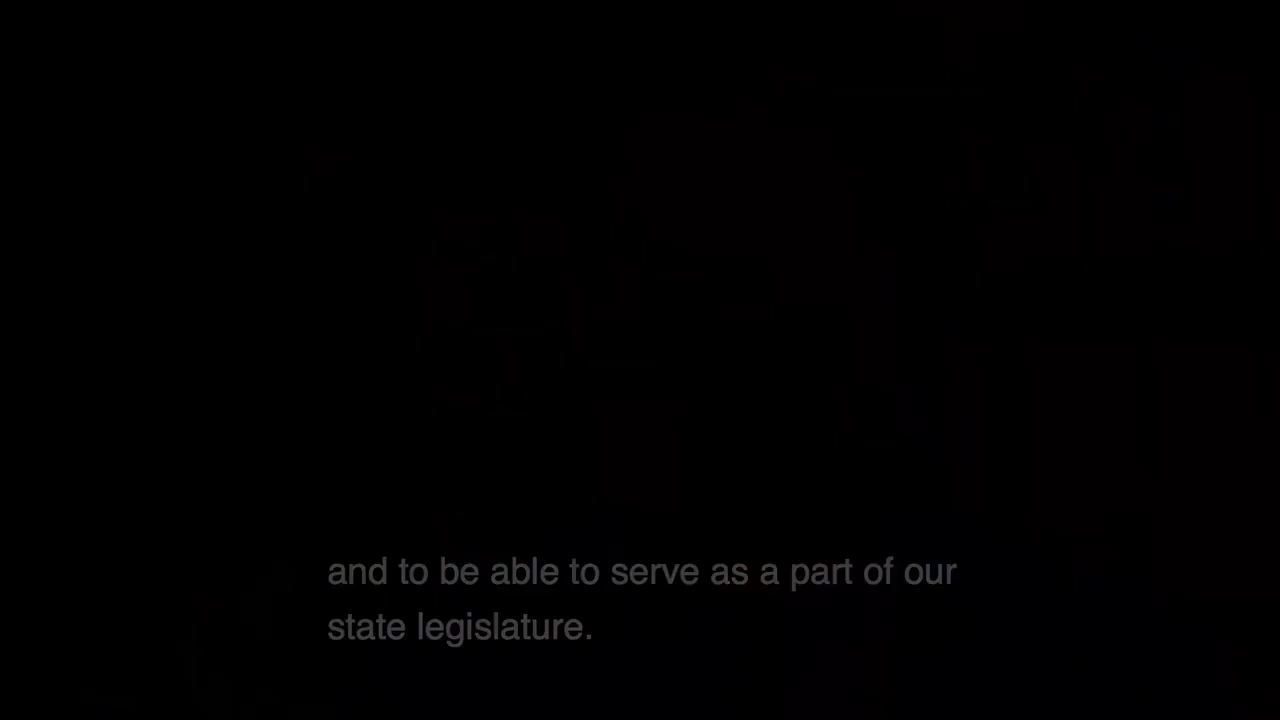 and to be able to serve as a part of our
state legislature.